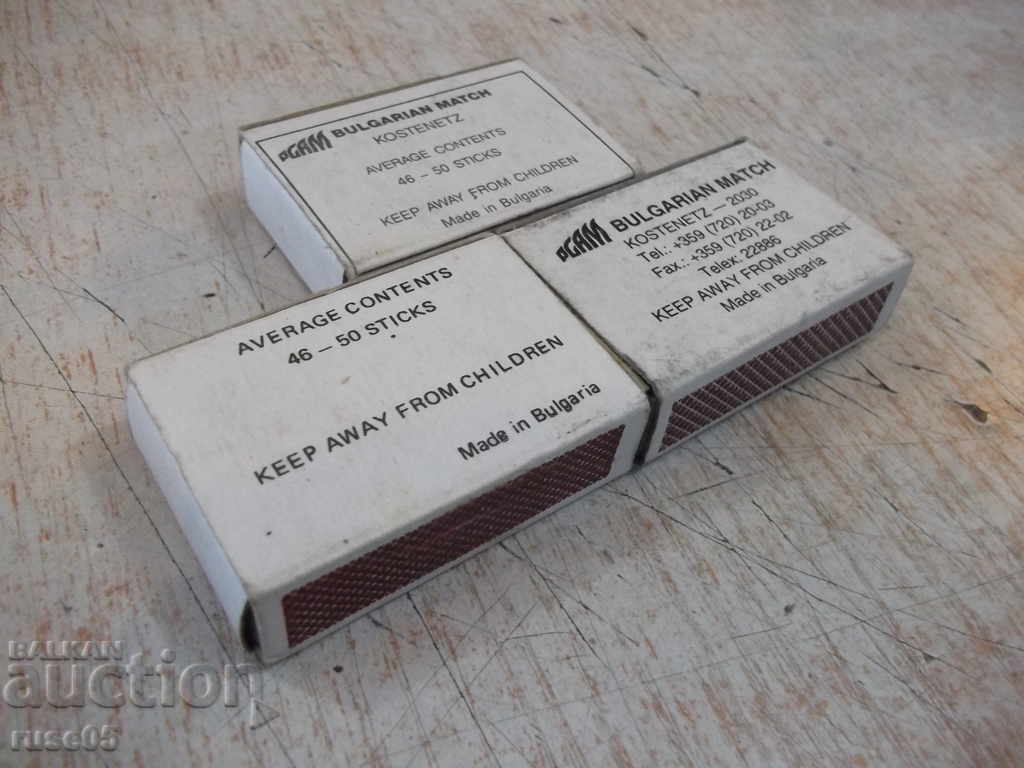 PGAM BULGARIAN MATCH
KOSTENETZ
AVERAGE CONTENTS
46 – 50 STICKS
KEEP AWAY FROM CHILDREN
Made in Bulgaria
PGAM BULGARIAN MATCH
KOSTENETZ — 2030
Tel.: +359 (720) 20-03
Fax.: +359 (720) 22-02
Telex: 22886
KEEP AWAY FROM CHILDREN
Made in Bulgaria
AVERAGE CONTENTS
46 – 50 STICKS
KEEP AWAY FROM CHILDREN
Made in Bulgaria
BALKAN
auction
ruse05